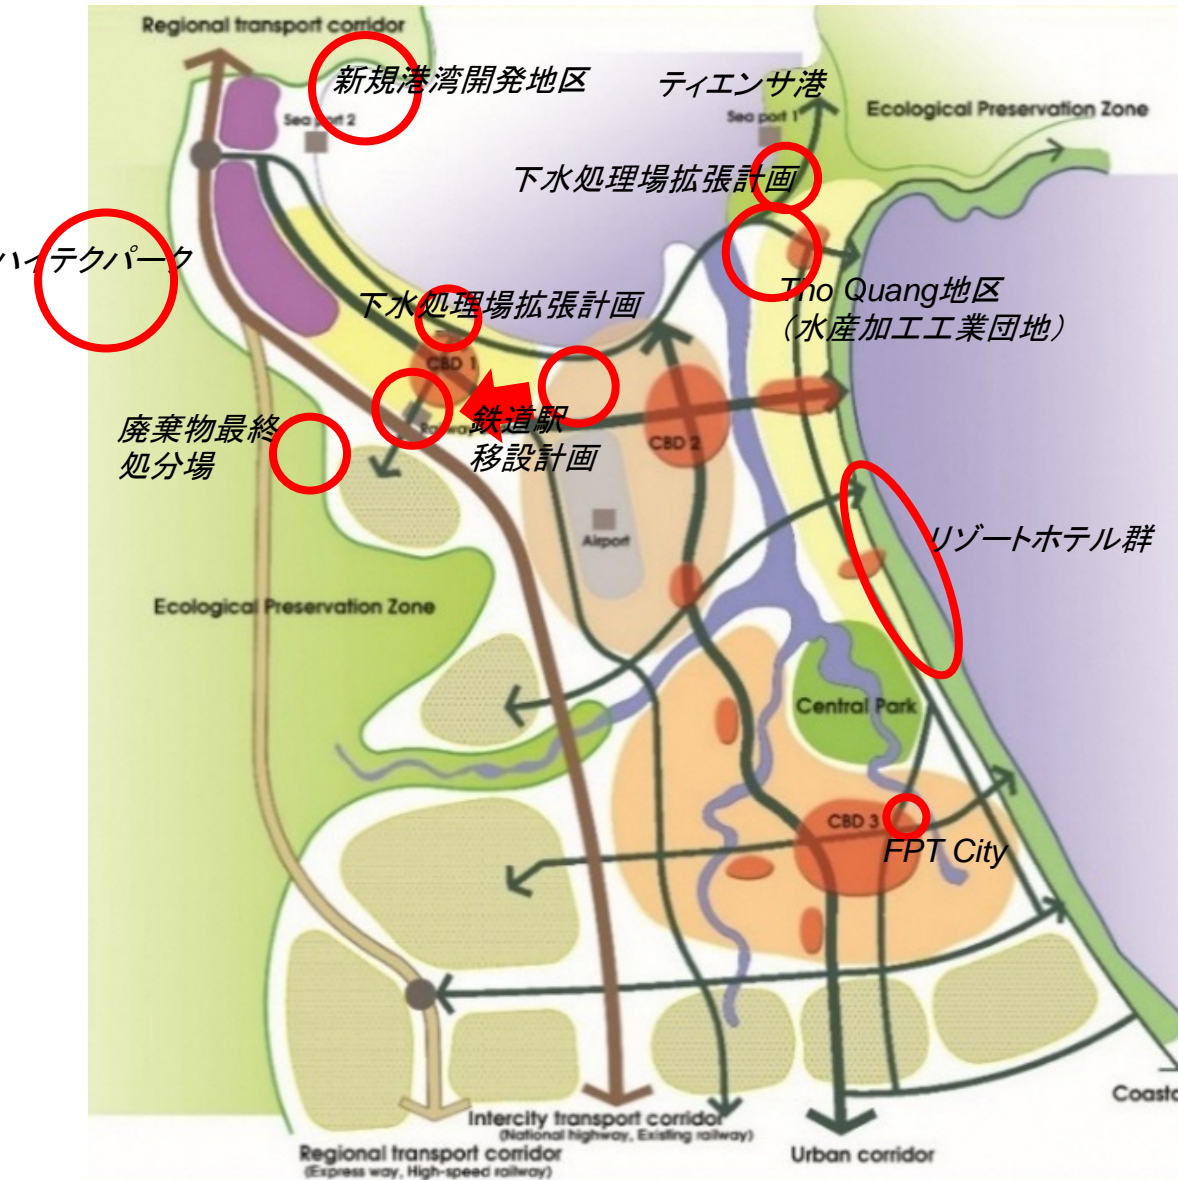 Regional transport corridor
新規港湾開発地区
ティエンサ港
Sea port 2
Sea port 1
Ecological Preservation Zone
下水処理場拡張計画
ハイテクパーク
Tho Quang地区
（水産加工工業団地）
下水処理場拡張計画
CBD 1
廃棄物最終
処分場
鉄道駅
移設計画
CBD 2
リゾートホテル群
Airport
Ecological Preservation Zone
Central Park
CBD 3
FPT City
Intercity transport corridor
(National highway, Existing railway)
Regional transport corridor
(Express way, High-speed railway)
Urban corridor